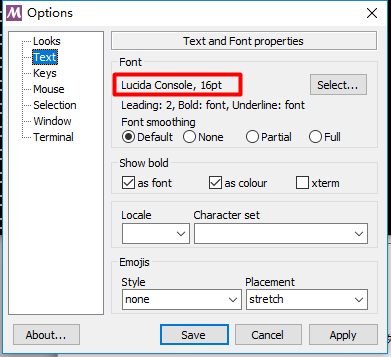 Options
Looks
Text
Keys
Mouse
Selection
Window
Terminal
Text and Font properties
Font
Lucida Console, 16pt
Select...
Leading: 2, Bold: font, Underline: font
Font smoothing
Default None Partial Full
Show bold
as font as colour xterm
Locale Character set
Emojis
Style Placement
none stretch
About... Save Cancel Apply